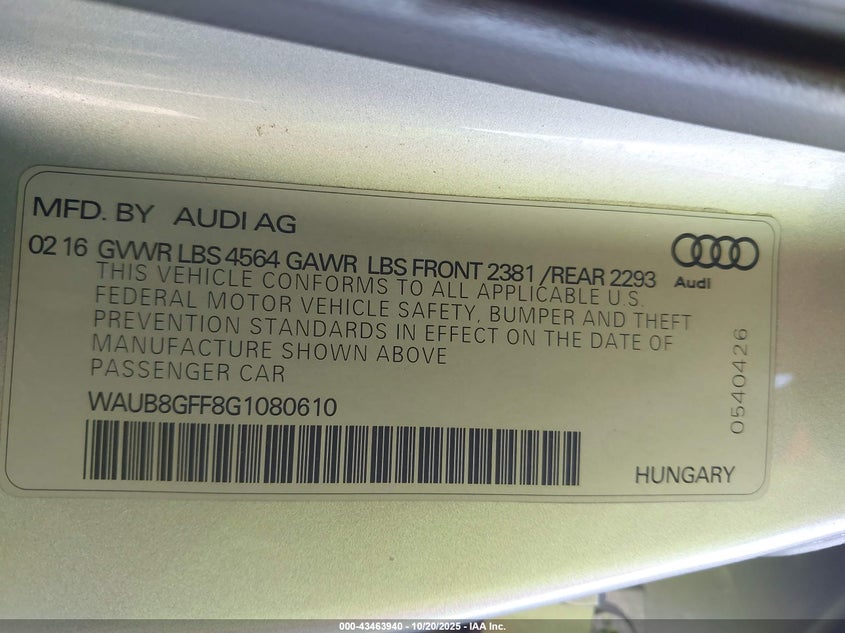 MFD. BY AUDI AG
02 16 GVWR LBS 4564 GAWR LBS FRONT 2381 /REAR 2293
THIS VEHICLE CONFORMS TO ALL APPLICABLE U.S.
FEDERAL MOTOR VEHICLE SAFETY, BUMPER AND THEFT
PREVENTION STANDARDS IN EFFECT ON THE DATE OF
MANUFACTURE SHOWN ABOVE
PASSENGER CAR
WAUB8GFF8G1080610
Audi
0540426
HUNGARY
000-43463940 - 10/20/2025 - IAA Inc.